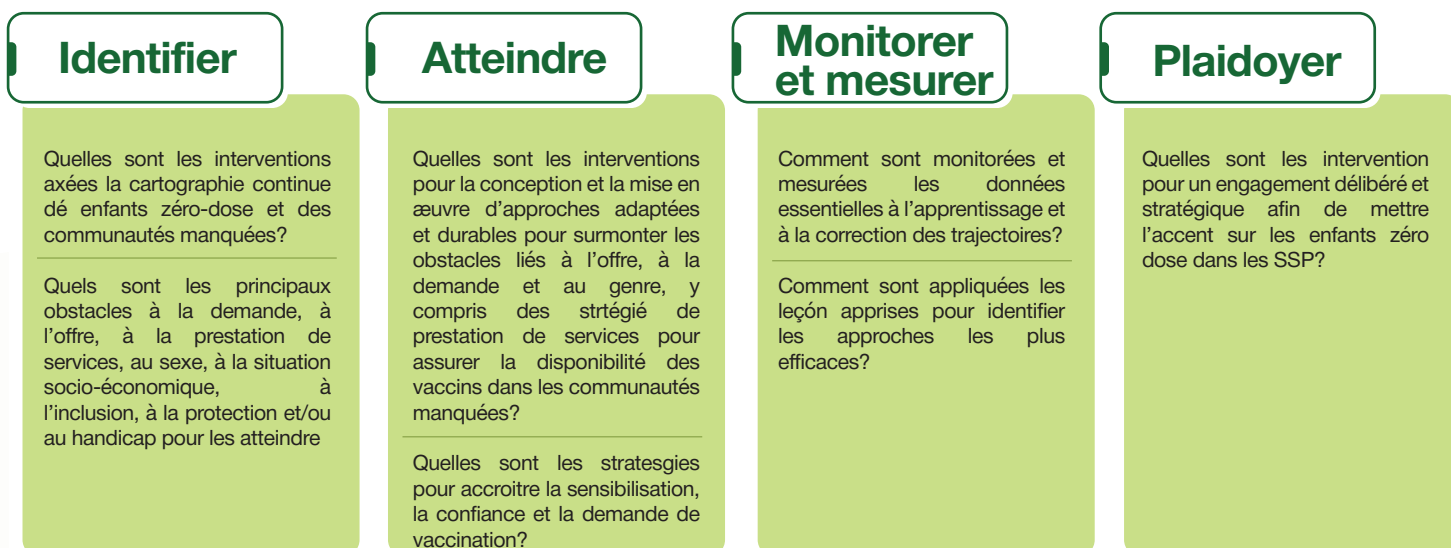 Identifier
Quelles sont les interventions
axées la cartographie continue
dé enfants zéro-dose et des
communautés manquées?
Quels sont les principaux
obstacles à la demande, à
l'offre, à la prestation de
services, au sexe, à la situation
socio-économique, à
l'inclusion, à la protection et/ou
au handicap pour les atteindre
Atteindre
Quelles sont les interventions
pour la conception et la mise en
æuvre d'approches adaptées
et durables pour surmonter les
obstacles liés à l'offre, à la
demande et au genre, y
compris des strtégié de
prestation de services pour
assurer la disponibilité des
vaccins dans les communautés
manquées?
Quelles sont les stratesgies
pour accroitre la sensibilisation,
la confiance et la demande de
vaccination?
Monitorer
et mesurer
Comment sont monitorées et
mesurées les données
essentielles à l'apprentissage et
à la correction des trajectoires?
Comment sont appliquées les
leçón apprises pour identifier
les approches les plus
efficaces?
Plaidoyer
Quelles sont les intervention
pour un engagement délibéré et
stratégique afin de mettre
l'accent sur les enfants zéro
dose dans les SSP?